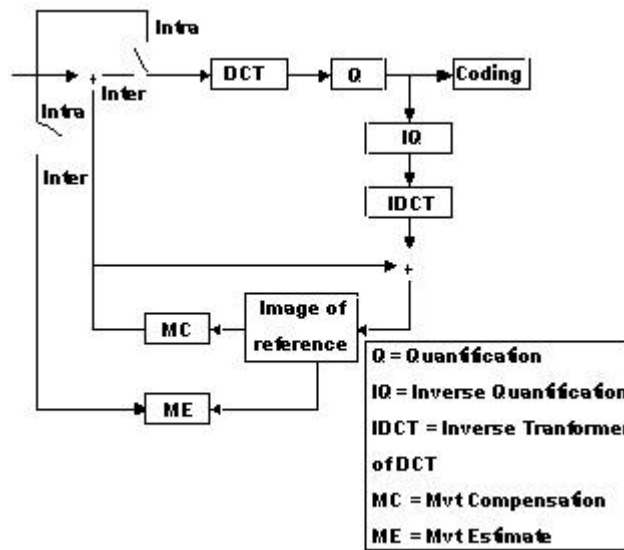 Intra
+
Inter
DCT
Q
Coding
Intra
Inter
IQ
IDCT
+
Image of
reference
MC
ME
Q = Quantification
IQ = Inverse Quantification
IDCT = Inverse Tranformer
of DCT
MC = Mvt Compensation
ME = Mvt Estimate